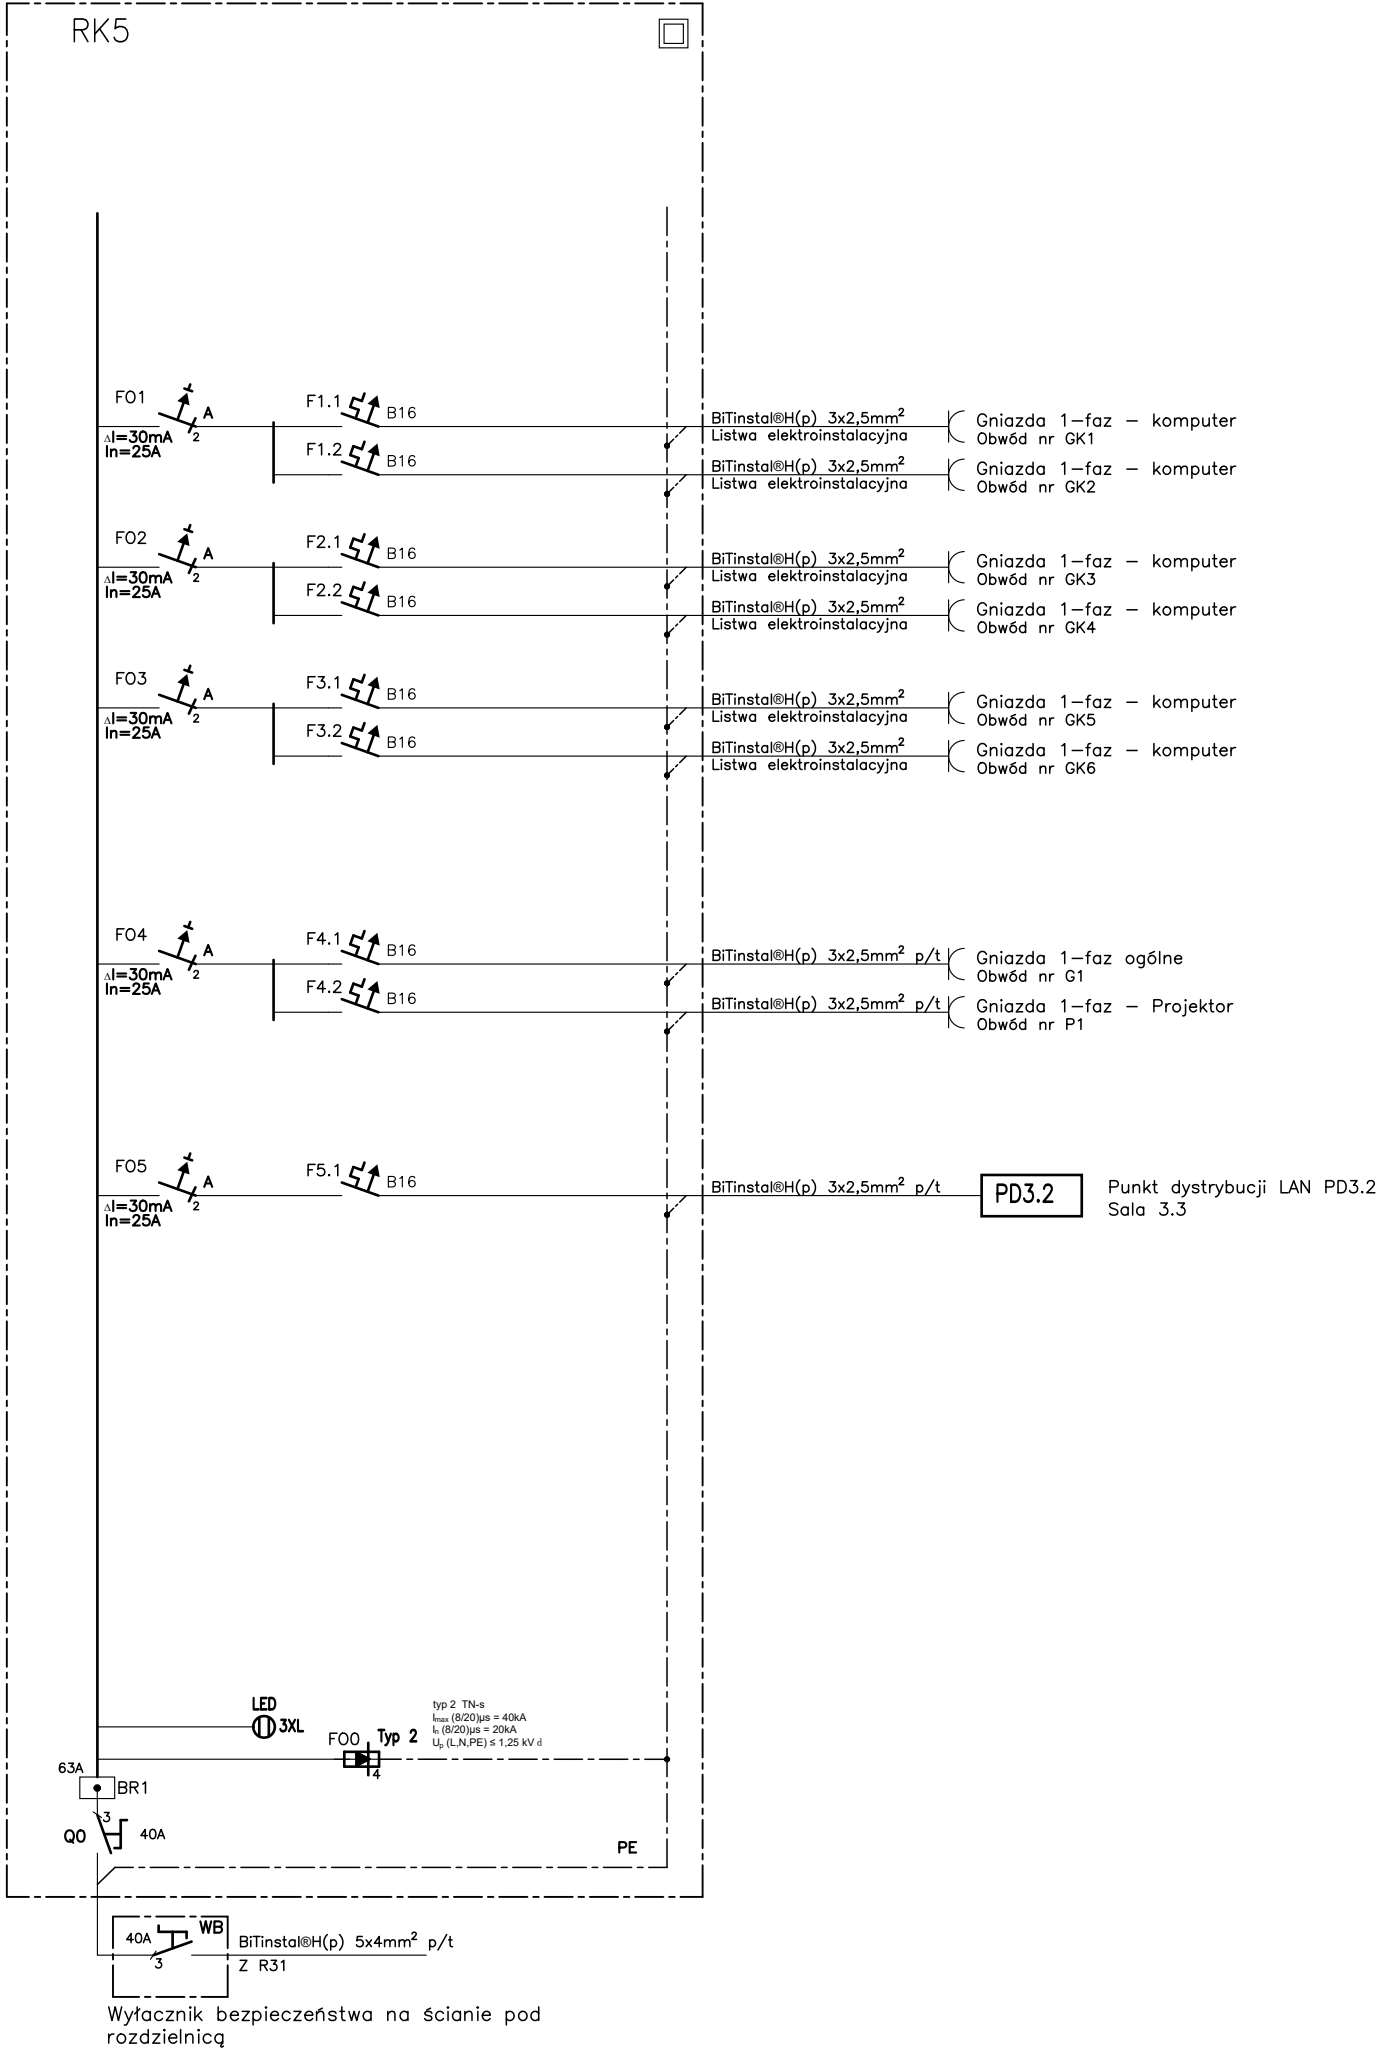 RK5
FO1
A
2
ΔI=30mA
In=25A
F1.1
B16
BiTinstal®H(p) 3x2,5mm²
Listwa elektroinstalacyjna
Gniazda 1-faz - komputer
Obwód nr GK1
F1.2
B16
BiTinstal®H(p) 3x2,5mm²
Listwa elektroinstalacyjna
Gniazda 1-faz - komputer
Obwód nr GK2
FO2
A
2
ΔI=30mA
In=25A
F2.1
B16
BiTinstal®H(p) 3x2,5mm²
Listwa elektroinstalacyjna
Gniazda 1-faz - komputer
Obwód nr GK3
F2.2
B16
BiTinstal®H(p) 3x2,5mm²
Listwa elektroinstalacyjna
Gniazda 1-faz - komputer
Obwód nr GK4
FO3
A
2
ΔI=30mA
In=25A
F3.1
B16
BiTinstal®H(p) 3x2,5mm²
Listwa elektroinstalacyjna
Gniazda 1-faz - komputer
Obwód nr GK5
F3.2
B16
BiTinstal®H(p) 3x2,5mm²
Listwa elektroinstalacyjna
Gniazda 1-faz - komputer
Obwód nr GK6
FO4
A
2
ΔI=30mA
In=25A
F4.1
B16
BiTinstal®H(p) 3x2,5mm² p/t
Gniazda 1-faz ogólne
Obwód nr G1
F4.2
B16
BiTinstal®H(p) 3x2,5mm² p/t
Gniazda 1-faz - Projektor
Obwód nr P1
FO5
A
2
ΔI=30mA
In=25A
F5.1
B16
BiTinstal®H(p) 3x2,5mm² p/t
PD3.2
Punkt dystrybucji LAN PD3.2
Sala 3.3
LED
3XL
FOO
Typ 2
4
typ 2 TN-s
Imax (8/20)µs = 40kA
In (8/20)µs = 20kA
Up (L,N,PE) ≤ 1,25 kV d
63A
BR1
3
QO
40A
PE
40A
WB
3
BiTinstal®H(p) 5x4mm² p/t
Z R31
Wyłacznik bezpieczeństwa na ścianie pod
rozdzielnicą